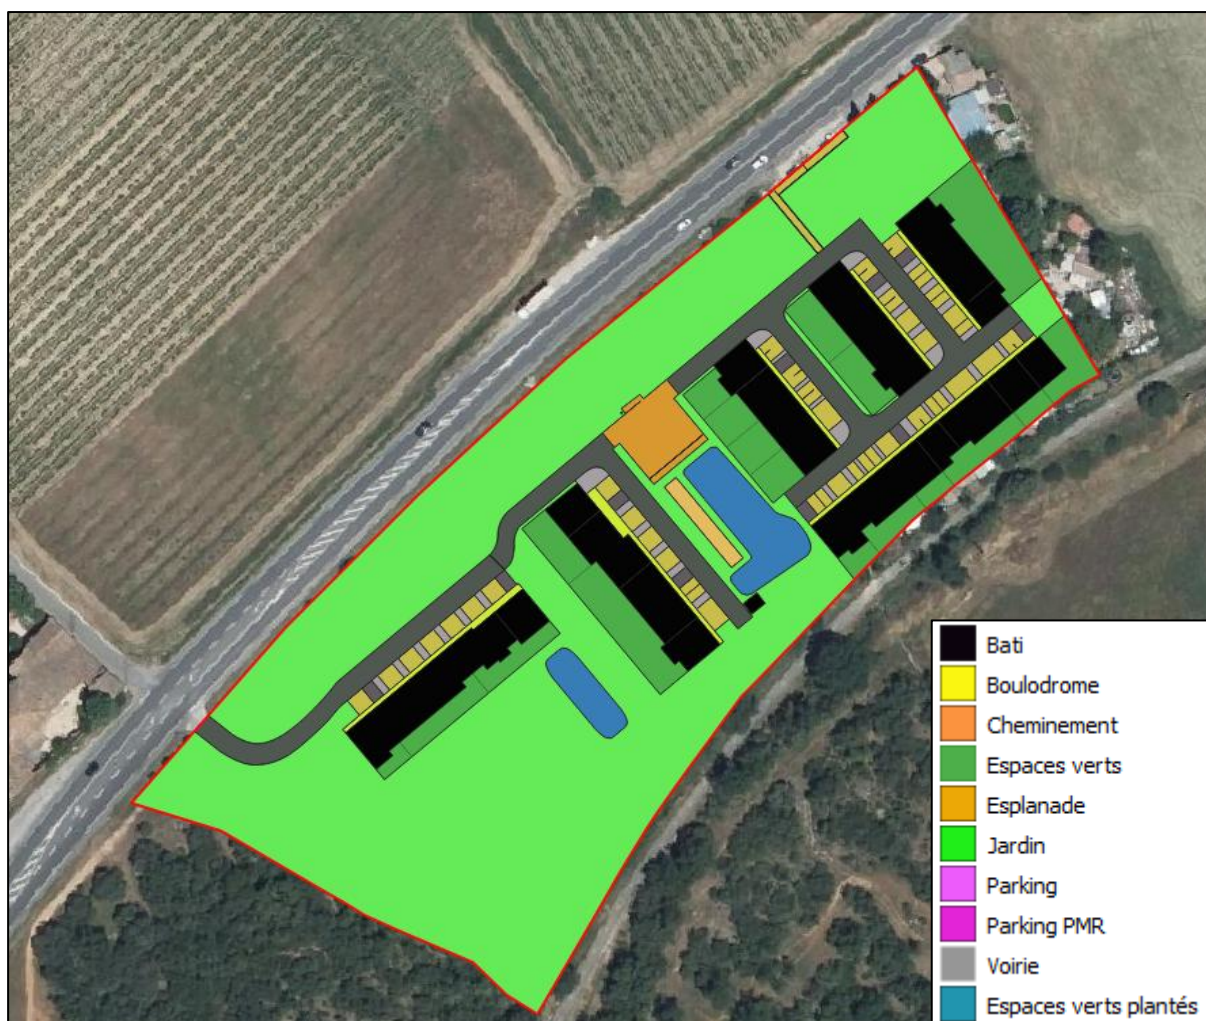 Bati
Boulodrome
Cheminement
Espaces verts
Esplanade
Jardin
Parking
Parking PMR
Voirie
Espaces verts plantés